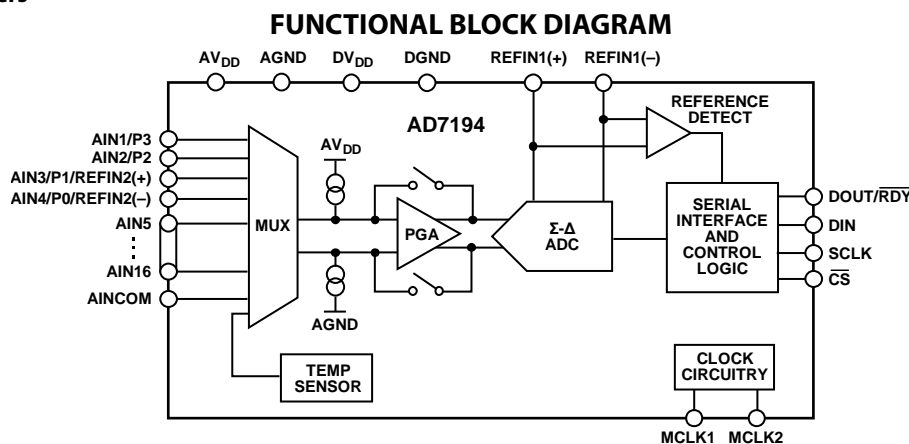 FUNCTIONAL BLOCK DIAGRAM
AVDD AGND DVDD DGND REFIN1(+) REFIN1(–)
REFERENCE
DETECT
AD7194
AIN1/P3
AIN2/P2
AIN3/P1/REFIN2(+)
AIN4/P0/REFIN2(–)
AIN5
AIN16
AINCOM
MUX
AVDD
AGND
PGA
Σ-Δ
ADC
SERIAL
INTERFACE
AND
CONTROL
LOGIC
DOUT/RDY
DIN
SCLK
CS
TEMP
SENSOR
CLOCK
CIRCUITRY
MCLK1 MCLK2